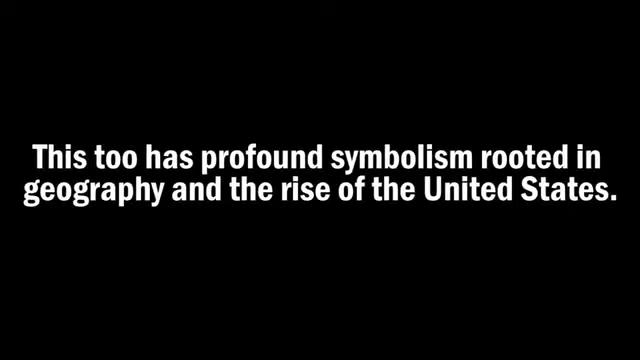 This too has profound symbolism rooted in
geography and the rise of the United States.